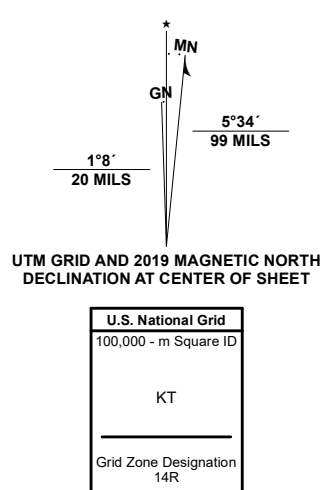 ★
MN
GN
5°34´
99 MILS
1°8´
20 MILS
UTM GRID AND 2019 MAGNETIC NORTH
DECLINATION AT CENTER OF SHEET
U.S. National Grid
100,000 - m Square ID
KT
Grid Zone Designation
14R